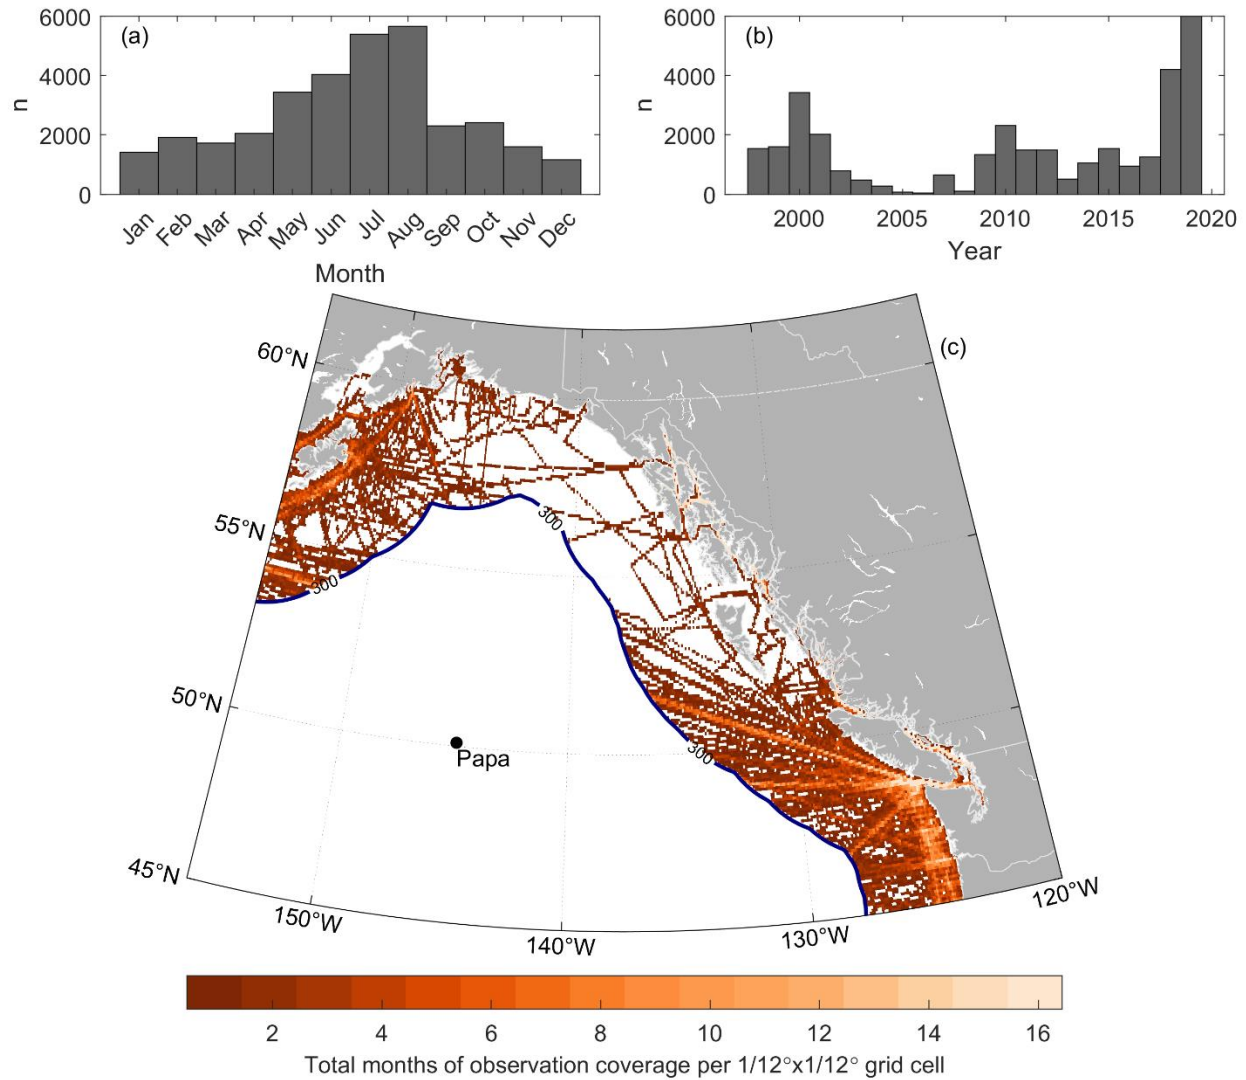 6000
4000
2000
0
n
(a)
Jan
Feb
Mar
Apr
May
Jun
Jul
Aug
Sep
Oct
Nov
Dec
Month
6000
4000
2000
0
n
(b)
2000
2005
2010
2015
2020
Year
(c)
60°N
55°N
50°N
45°N
300
300
300
Papa
150°W
140°W
130°W
120°W
2
4
6
8
10
12
14
16
Total months of observation coverage per 1/12°x1/12° grid cell